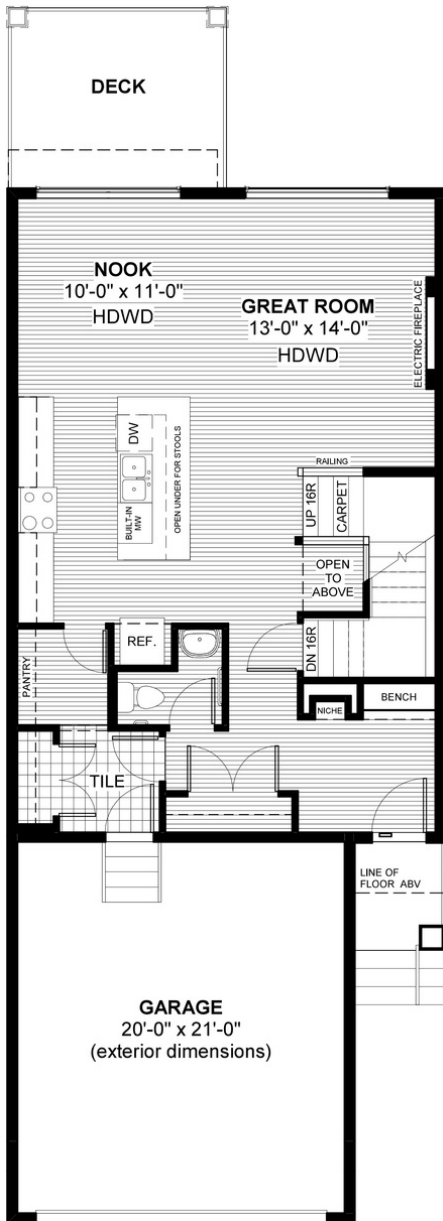 DECK
NOOK
10'-0" x 11'-0"
HDWD
GREAT ROOM
13'-0" x 14'-0"
HDWD
ELECTRIC FIREPLACE
DW
BUILT-IN
MW
OPEN UNDER FOR STOOLS
RAILING
UP 16R
CARPET
OPEN
TO
ABOVE
DN 16R
REF.
PANTRY
NICHE
BENCH
TILE
LINE OF
FLOOR ABV
GARAGE
20'-0" x 21'-0"
(exterior dimensions)